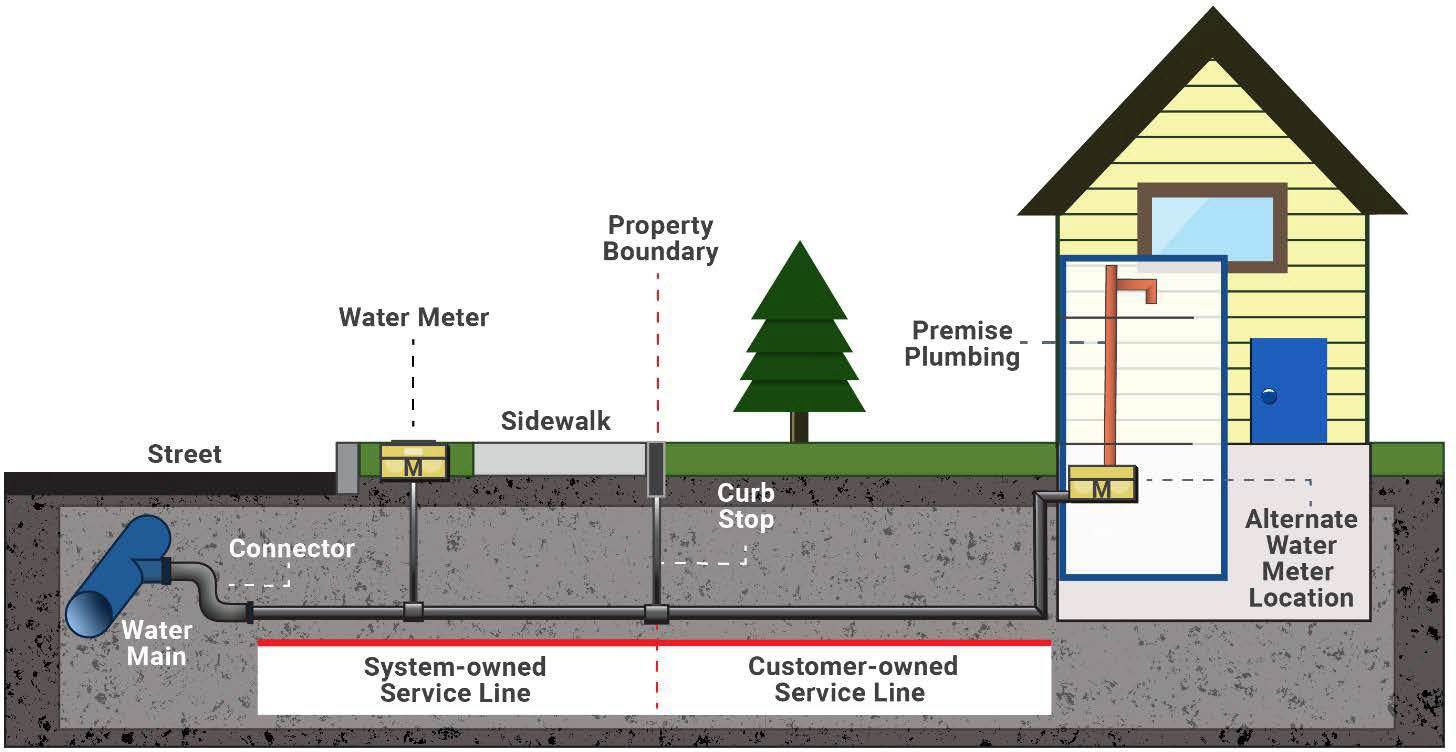 Property
Boundary
Water Meter
Premise
Plumbing
Sidewalk
Street
M
M
Curb
Stop
Alternate
Water
Meter
Location
Connector
Water
Main
System-owned
Service Line
Customer-owned
Service Line